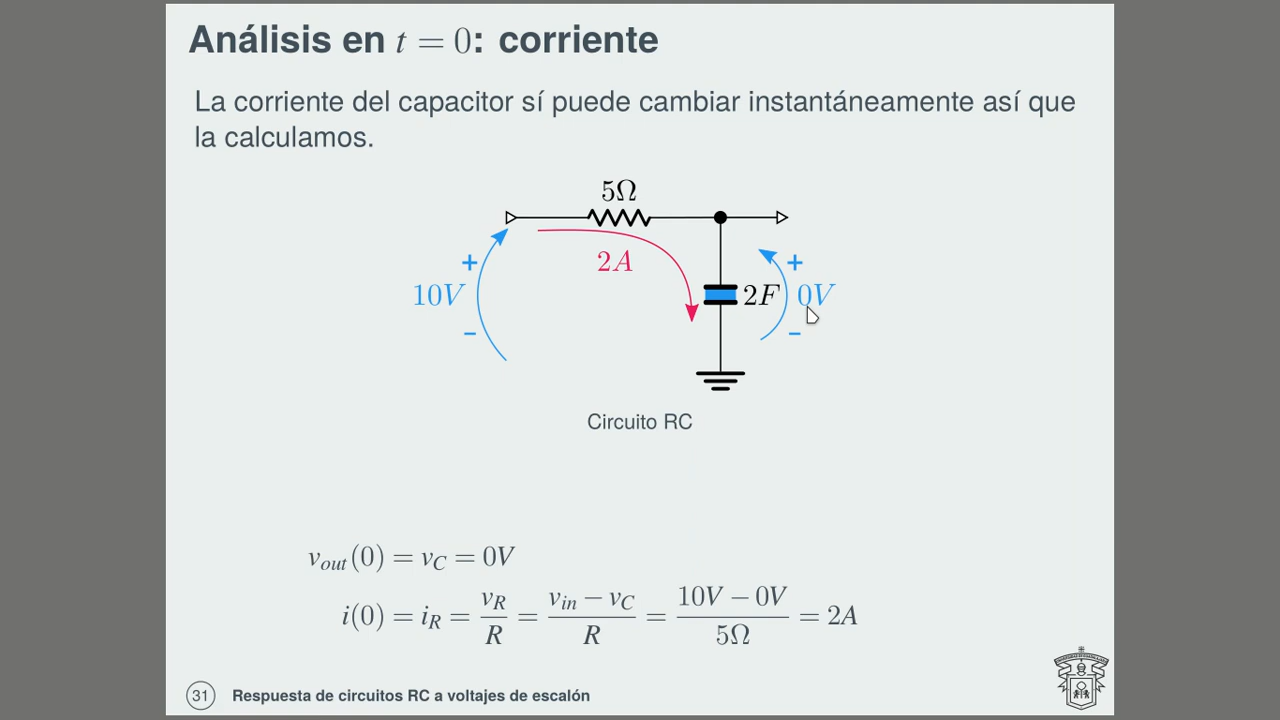 Análisis en t = 0: corriente
La corriente del capacitor sí puede cambiar instantáneamente así que
la calculamos.
5Ω
2A
+
10V
−
2F
+
0V
−
Circuito RC
v_out(0) = v_C = 0V
i(0) = i_R = v_R/R = (v_in − v_C)/R = (10V − 0V)/5Ω = 2A
31 Respuesta de circuitos RC a voltajes de escalón